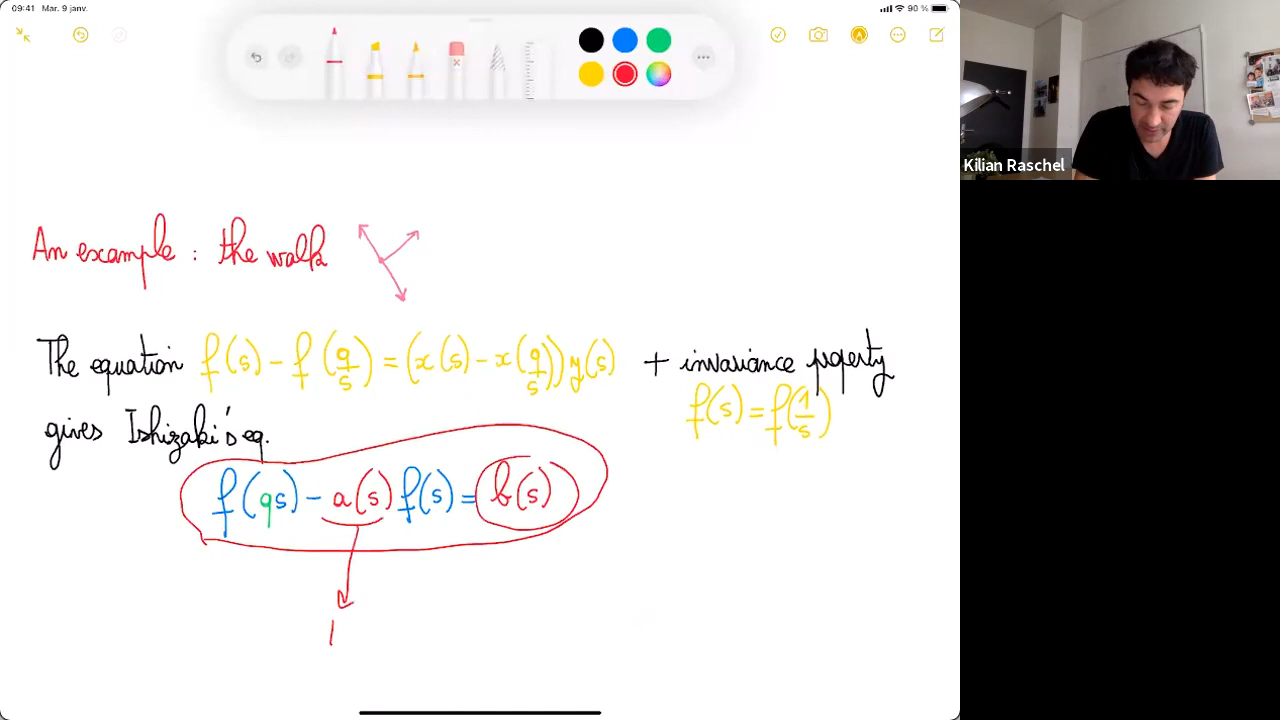 09:41 Mar. 9 janv. 90 %
Kilian Raschel
An example : the walk
The equation f(s) - f(q/s) = (x(s) - x(q/s)) y(s) + invariance property
f(s) = f(1/s)
gives Ishizaki's eq.
f(qs) - a(s) f(s) = b(s)
1